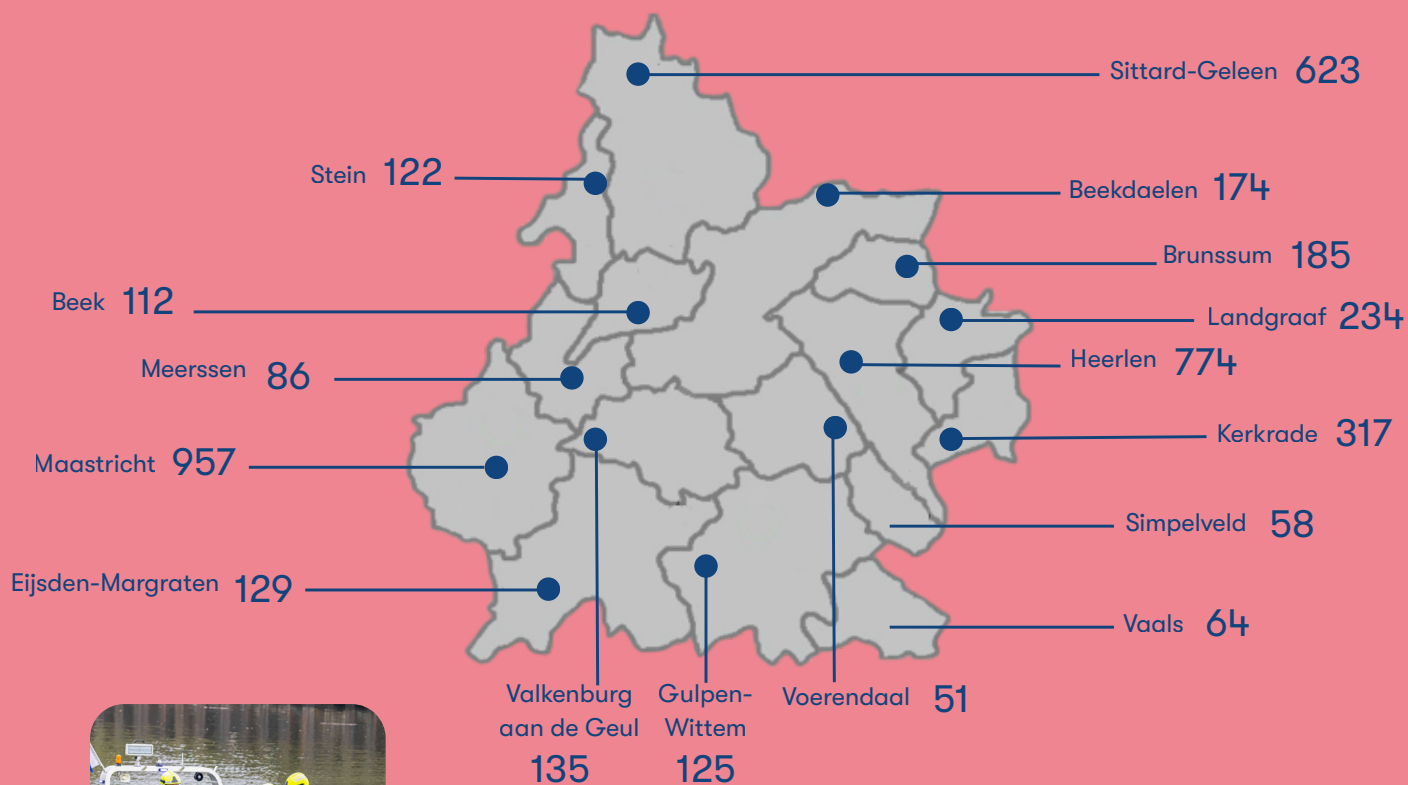 Sittard-Geleen 623
Stein 122
Beekdaelen 174
Brunssum 185
Beek 112
Landgraaf 234
Heerlen 774
Meerssen 86
Kerkrade 317
Maastricht 957
Simpelveld 58
Eijsden-Margraten 129
Vaals 64
Valkenburg
aan de Geul
135
Gulpen-
Wittem
125
Voerendaal 51